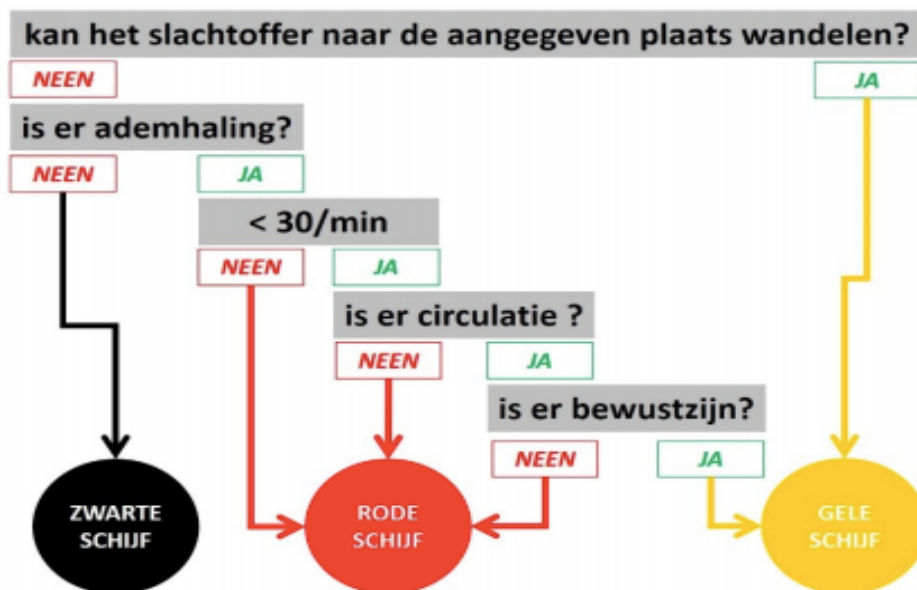 kan het slachtoffer naar de aangegeven plaats wandelen?
NEEN
JA
is er ademhaling?
NEEN
JA
< 30/min
NEEN
JA
is er circulatie ?
NEEN
JA
is er bewustzijn?
NEEN
JA
ZWARTE
SCHIJF
RODE
SCHIJF
GELE
SCHIJF